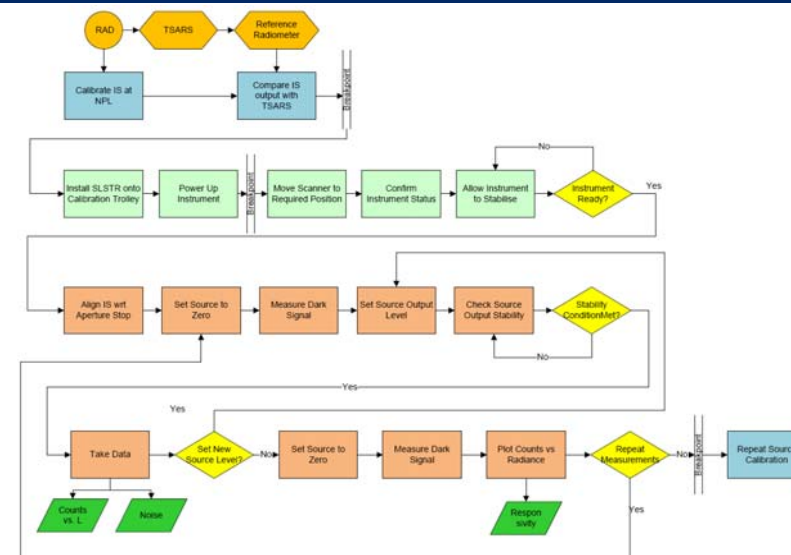 RAD
TSARS
Reference
Radiometer
Calibrate IS at
NPL
Compare IS
output with
TSARS
Breakpoint
No
Install SLSTR onto
Calibration Trolley
Power Up
Instrument
Breakpoint
Move Scanner to
Required Position
Confirm
Instrument Status
Allow Instrument
to Stabilise
Instrument
Ready?
Yes
Align IS wrt.
Aperture Stop
Set Source to
Zero
Measure Dark
Signal
Set Source Output
Level
Check Source
Output Stability
Stability
ConditionMet?
No
Yes
Yes
Take Data
Set New
Source Level?
No
Set Source to
Zero
Measure Dark
Signal
Plot Counts vs
Radiance
Repeat
Measurements
No
Breakpoint
Repeat Sourc
Calibration
Counts
vs. L
Noise
Respon
sivity
Yes